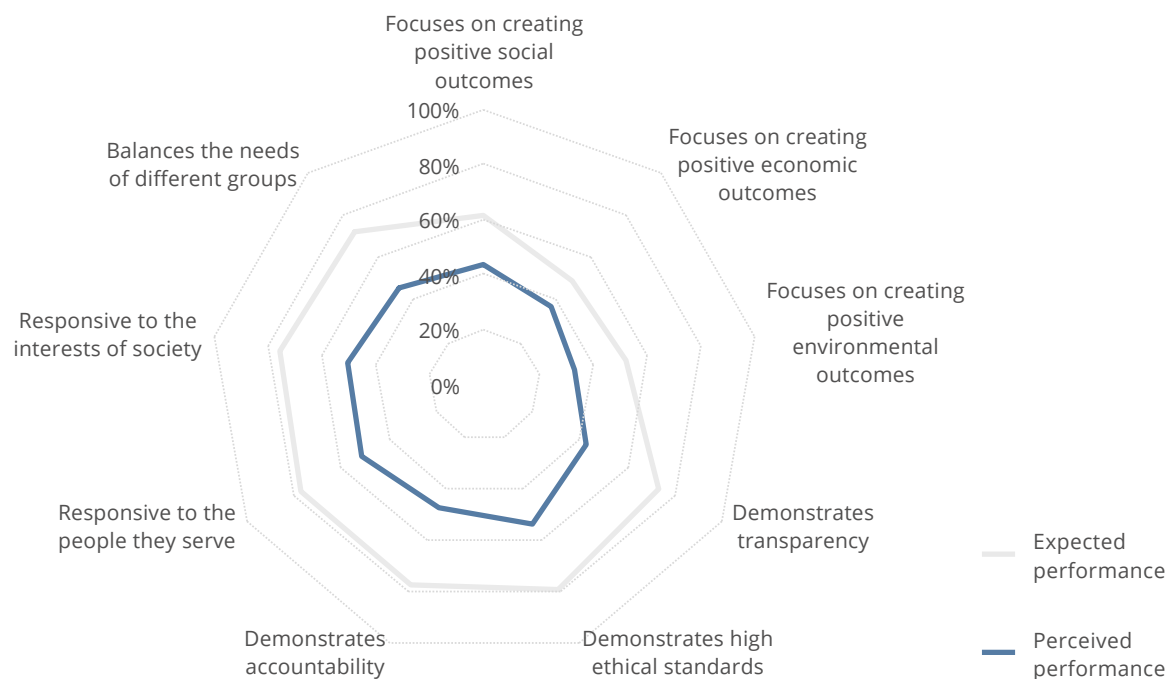 Focuses on creating
positive social
outcomes
100%
80%
60%
40%
20%
0%
Focuses on creating
positive economic
outcomes
Focuses on creating
positive
environmental
outcomes
Demonstrates
transparency
Demonstrates high
ethical standards
Demonstrates
accountability
Responsive to the
people they serve
Responsive to the
interests of society
Balances the needs
of different groups
Expected
performance
Perceived
performance